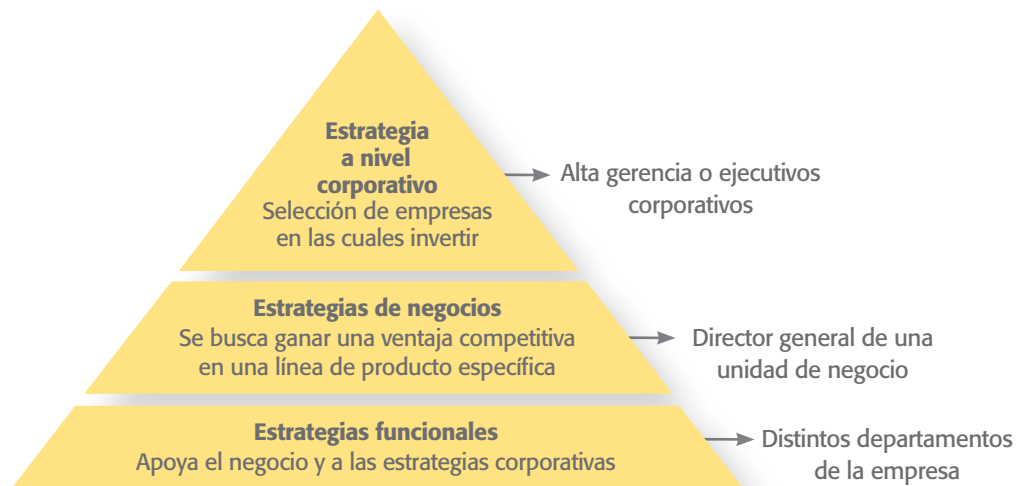 Estrategia
a nivel
corporativo
Selección de empresas
en las cuales invertir
Alta gerencia o ejecutivos
corporativos
Estrategias de negocios
Se busca ganar una ventaja competitiva
en una línea de producto específica
Director general de una
unidad de negocio
Estrategias funcionales
Apoya el negocio y a las estrategias corporativas
Distintos departamentos
de la empresa